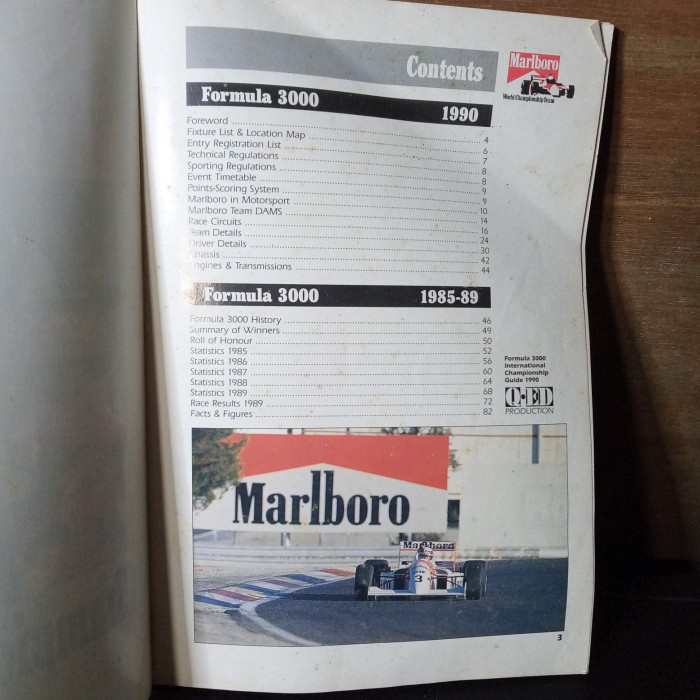 Contents
Marlboro
World Championship Team
Formula 3000 1990
Foreword 4
Fixture List & Location Map 6
Entry Registration List 7
Technical Regulations 8
Sporting Regulations 8
Event Timetable 9
Points-Scoring System 9
Marlboro in Motorsport 10
Marlboro Team DAMS 14
Race Circuits 16
Team Details 24
Driver Details 30
Chassis 42
Engines & Transmissions 44
Formula 3000 1985-89
Formula 3000 History 46
Summary of Winners 49
Roll of Honour 50
Statistics 1985 52
Statistics 1986 56
Statistics 1987 60
Statistics 1988 64
Statistics 1989 68
Race Results 1989 72
Facts & Figures 82
Formula 3000
International
Championship
Guide 1990
Q·ED
PRODUCTION
Marlboro
Marlboro
3
3